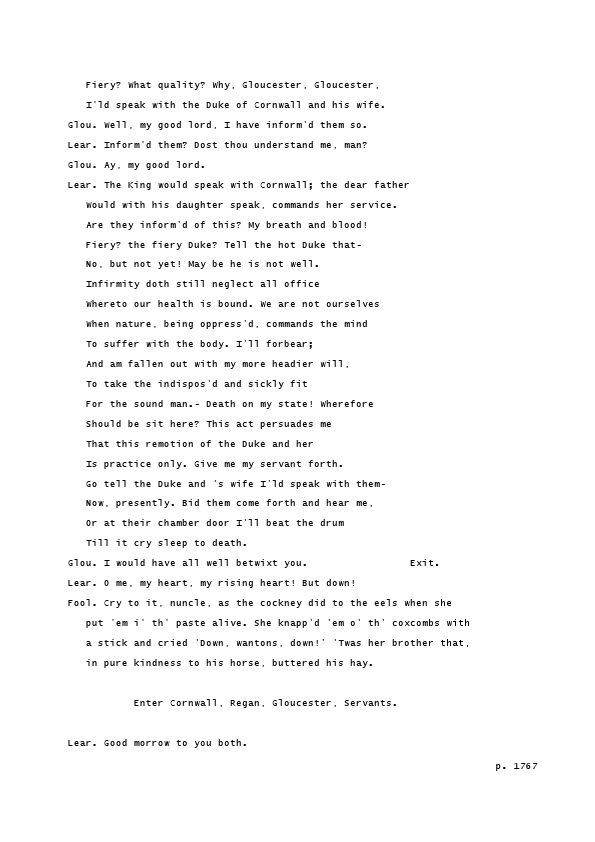 Fiery? What quality? Why, Gloucester, Gloucester,
I'ld speak with the Duke of Cornwall and his wife.
Glou. Well, my good lord, I have inform'd them so.
Lear. Inform'd them? Dost thou understand me, man?
Glou. Ay, my good lord.
Lear. The King would speak with Cornwall; the dear father
Would with his daughter speak, commands her service.
Are they inform'd of this? My breath and blood!
Fiery? the fiery Duke? Tell the hot Duke that-
No, but not yet! May be he is not well.
Infirmity doth still neglect all office
Whereto our health is bound. We are not ourselves
When nature, being oppress'd, commands the mind
To suffer with the body. I'll forbear;
And am fallen out with my more headier will,
To take the indispos'd and sickly fit
For the sound man.- Death on my state! Wherefore
Should be sit here? This act persuades me
That this remotion of the Duke and her
Is practice only. Give me my servant forth.
Go tell the Duke and 's wife I'ld speak with them-
Now, presently. Bid them come forth and hear me,
Or at their chamber door I'll beat the drum
Till it cry sleep to death.
Glou. I would have all well betwixt you. Exit.
Lear. O me, my heart, my rising heart! But down!
Fool. Cry to it, nuncle, as the cockney did to the eels when she
put 'em i' th' paste alive. She knapp'd 'em o' th' coxcombs with
a stick and cried 'Down, wantons, down!' 'Twas her brother that,
in pure kindness to his horse, buttered his hay.
Enter Cornwall, Regan, Gloucester, Servants.
Lear. Good morrow to you both.
p. 1767